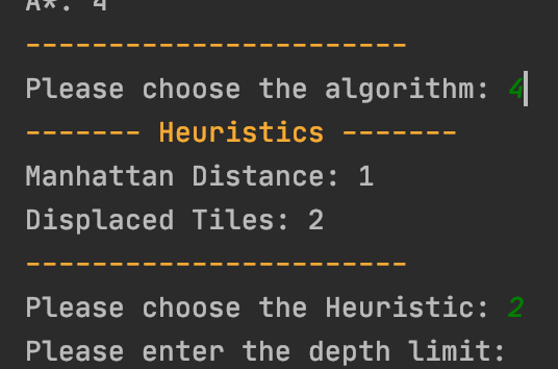 A*: 4
-----------------------
Please choose the algorithm: 4
------- Heuristics -------
Manhattan Distance: 1
Displaced Tiles: 2
-----------------------
Please choose the Heuristic: 2
Please enter the depth limit: